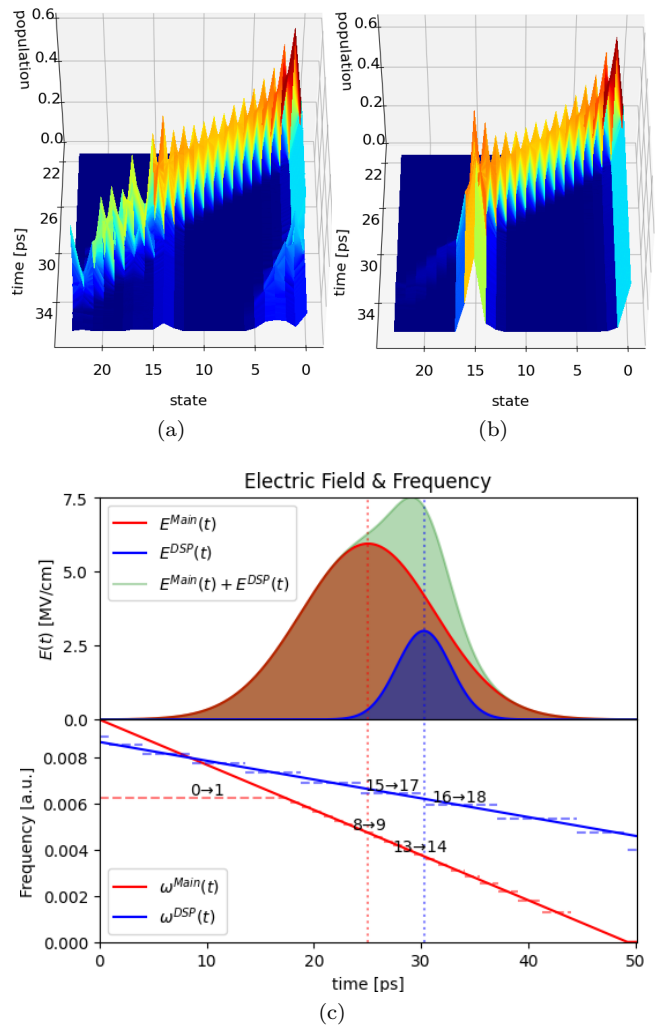 0.6
population
0.4
0.2
0.0
22
26
30
34
time [ps]
20
15
10
5
0
state
(a)
0.6
population
0.4
0.2
0.0
22
26
30
34
time [ps]
20
15
10
5
0
state
(b)
Electric Field & Frequency
7.5
5.0
2.5
0.0
E(t) [MV/cm]
E^{Main}(t)
E^{DSP}(t)
E^{Main}(t) + E^{DSP}(t)
0.008
0.006
0.004
0.002
0.000
Frequency [a.u.]
0→1
15→17
16→18
8→9
13→14
ω^{Main}(t)
ω^{DSP}(t)
0
10
20
30
40
50
time [ps]
(c)